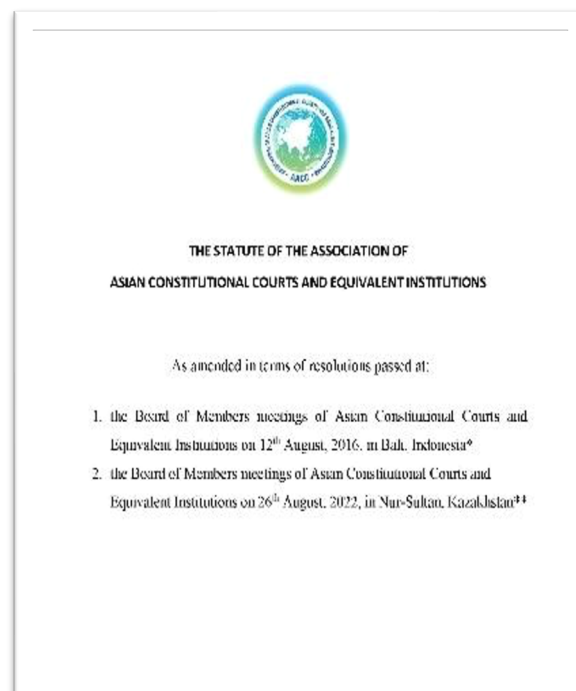 AACC
THE STATUTE OF THE ASSOCIATION OF
ASIAN CONSTITUTIONAL COURTS AND EQUIVALENT INSTITUTIONS
As amended in terms of resolutions passed at:
1. the Board of Members meetings of Asian Constitutional Courts and
Equivalent Institutions on 12th August, 2016, in Bali, Indonesia*
2. the Board of Members meetings of Asian Constitutional Courts and
Equivalent Institutions on 26th August, 2022, in Nur-Sultan, Kazakhstan**